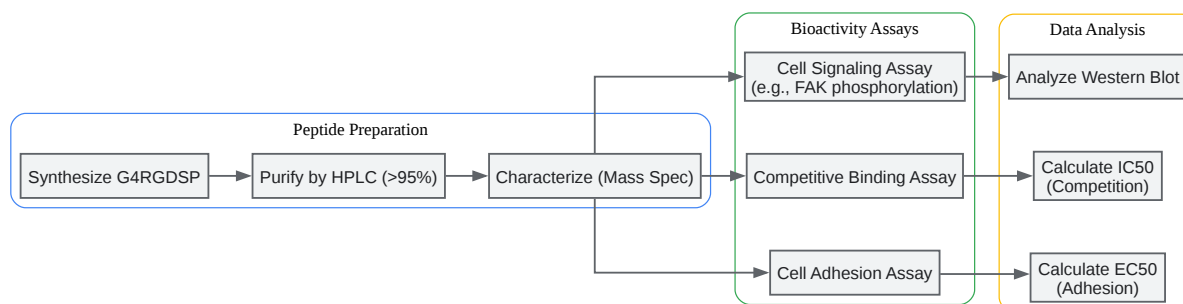 Bioactivity Assays
Data Analysis
Cell Signaling Assay
(e.g., FAK phosphorylation)
Analyze Western Blot
Peptide Preparation
Synthesize G4RGDSP
Purify by HPLC (>95%)
Characterize (Mass Spec)
Competitive Binding Assay
Calculate IC50
(Competition)
Cell Adhesion Assay
Calculate EC50
(Adhesion)